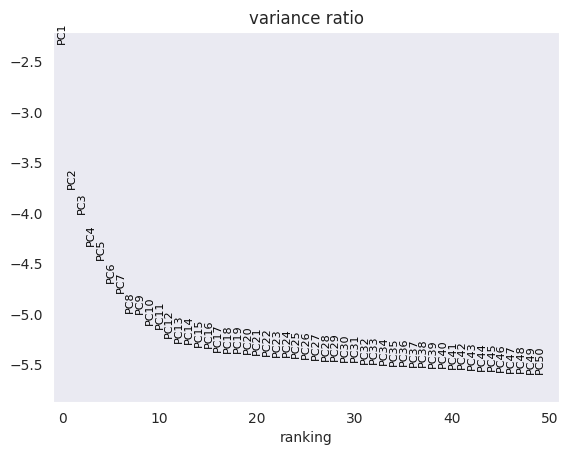 variance ratio
−2.5
−3.0
−3.5
−4.0
−4.5
−5.0
−5.5
PC1
PC2
PC3
PC4
PC5
PC6
PC7
PC8
PC9
PC10
PC11
PC12
PC13
PC14
PC15
PC16
PC17
PC18
PC19
PC20
PC21
PC22
PC23
PC24
PC25
PC26
PC27
PC28
PC29
PC30
PC31
PC32
PC33
PC34
PC35
PC36
PC37
PC38
PC39
PC40
PC41
PC42
PC43
PC44
PC45
PC46
PC47
PC48
PC49
PC50
0 10 20 30 40 50
ranking